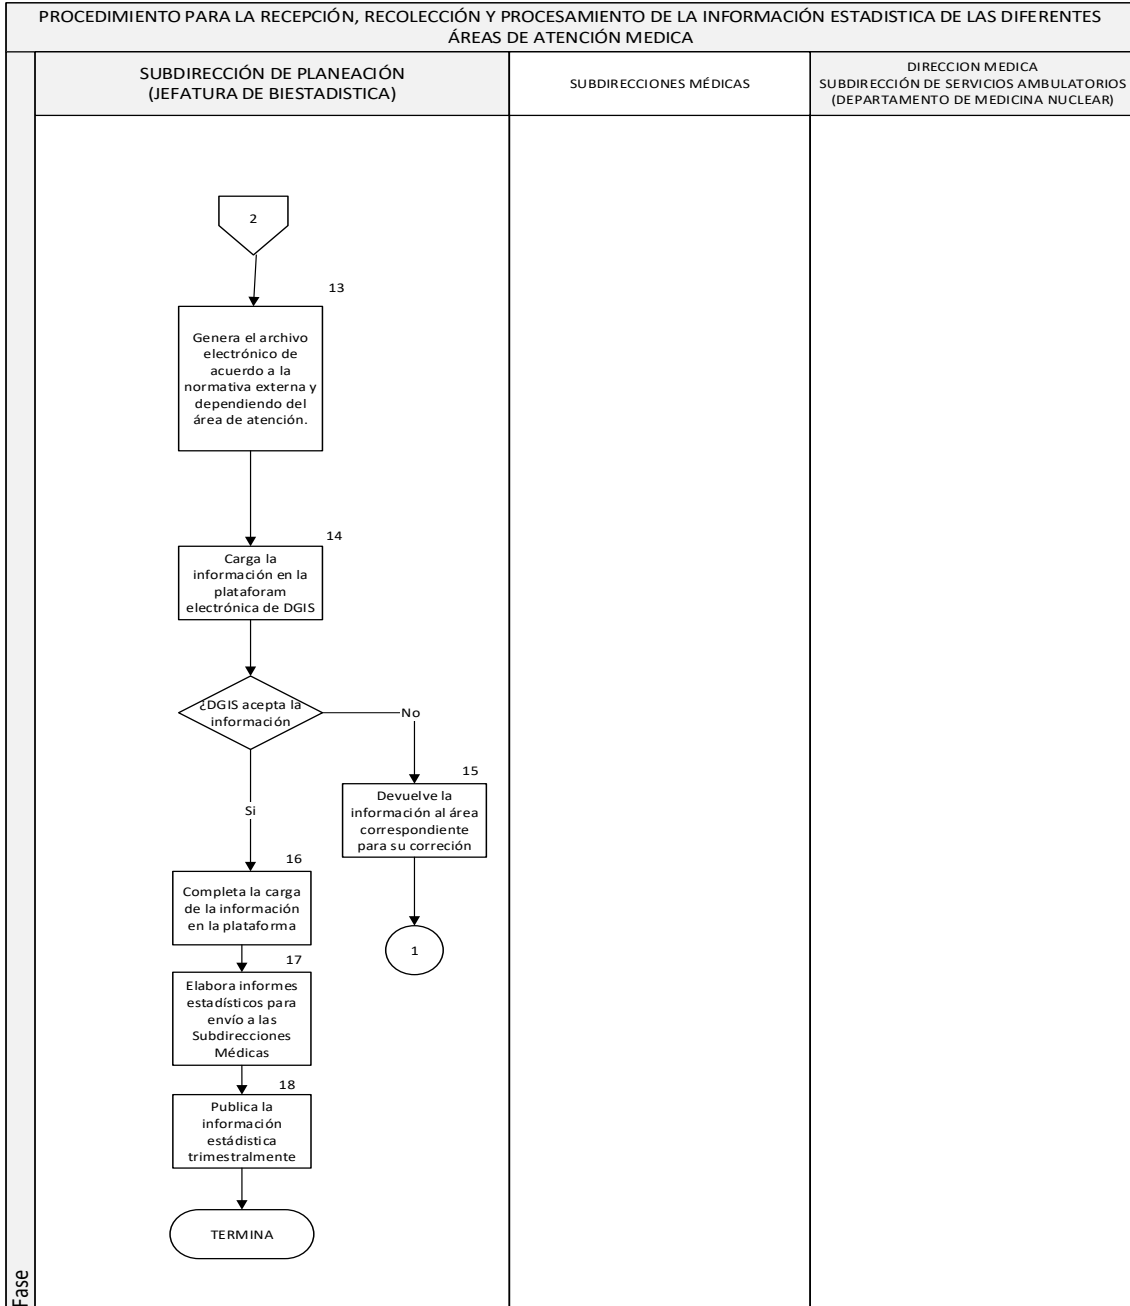 PROCEDIMIENTO PARA LA RECEPCIÓN, RECOLECCIÓN Y PROCESAMIENTO DE LA INFORMACIÓN ESTADISTICA DE LAS DIFERENTES
ÁREAS DE ATENCIÓN MEDICA
SUBDIRECCIÓN DE PLANEACIÓN
(JEFATURA DE BIESTADISTICA)
SUBDIRECCIONES MÉDICAS
DIRECCION MEDICA
SUBDIRECCIÓN DE SERVICIOS AMBULATORIOS
(DEPARTAMENTO DE MEDICINA NUCLEAR)
2
13
Genera el archivo
electrónico de
acuerdo a la
normativa externa y
dependiendo del
área de atención.
14
Carga la
información en la
plataforam
electrónica de DGIS
¿DGIS acepta la
información
No
15
Devuelve la
información al área
correspondiente
para su correción
1
Si
16
Completa la carga
de la información
en la plataforma
17
Elabora informes
estadísticos para
envío a las
Subdirecciones
Médicas
18
Publica la
información
estádistica
trimestralmente
TERMINA
Fase